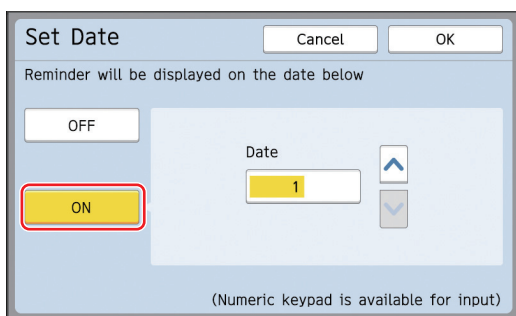 Set Date
Cancel
OK
Reminder will be displayed on the date below
OFF
Date
1
ON
(Numeric keypad is available for input)